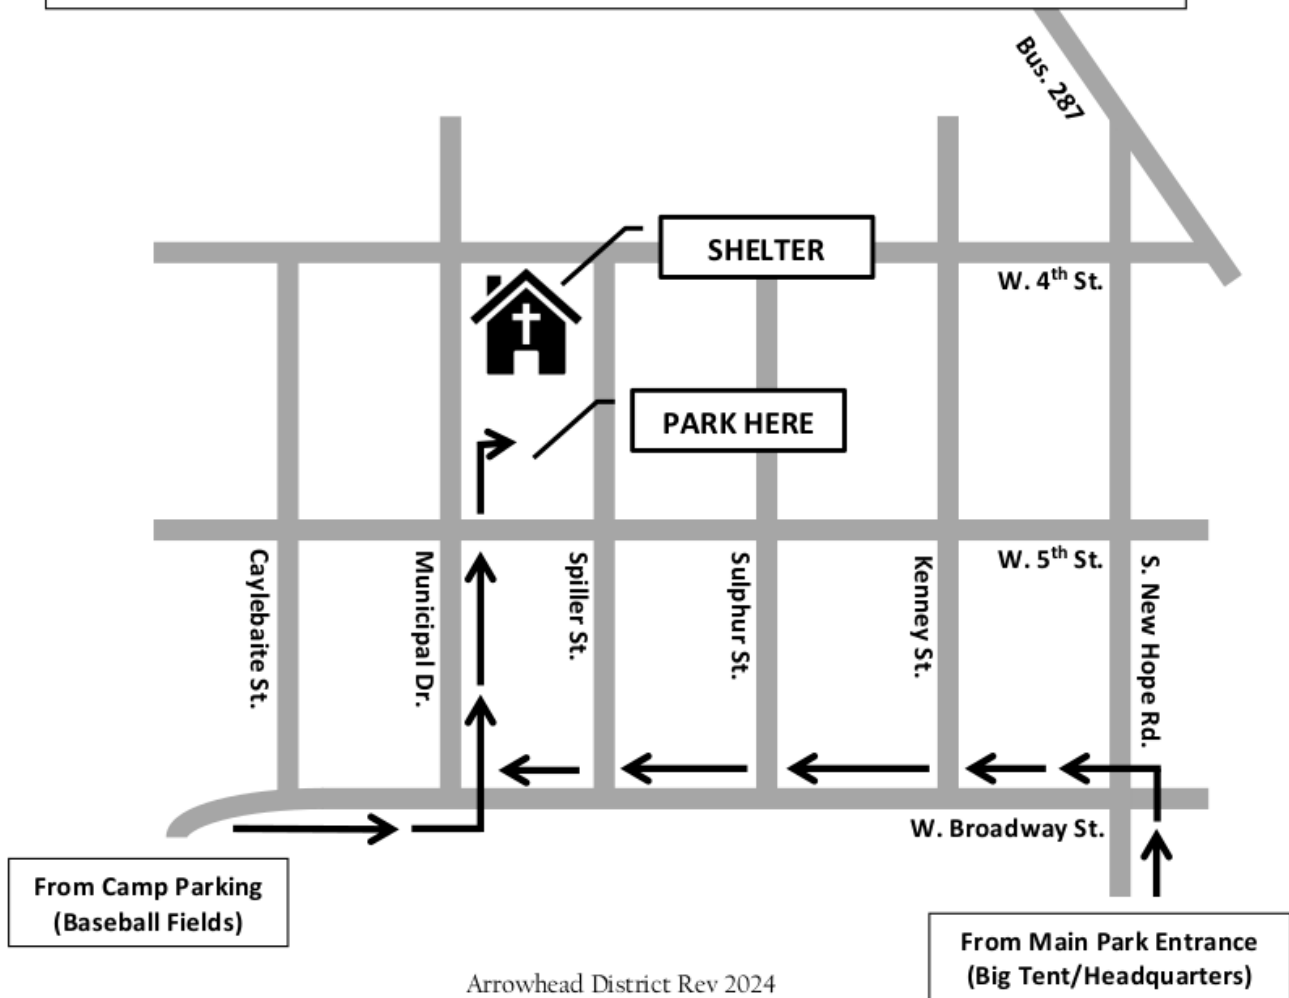 Bus. 287
SHELTER
W. 4th St.
PARK HERE
W. 5th St.
Caylebaite St.
Municipal Dr.
Spiller St.
Sulphur St.
Kenney St.
S. New Hope Rd.
W. Broadway St.
From Camp Parking
(Baseball Fields)
From Main Park Entrance
(Big Tent/Headquarters)
Arrowhead District Rev 2024